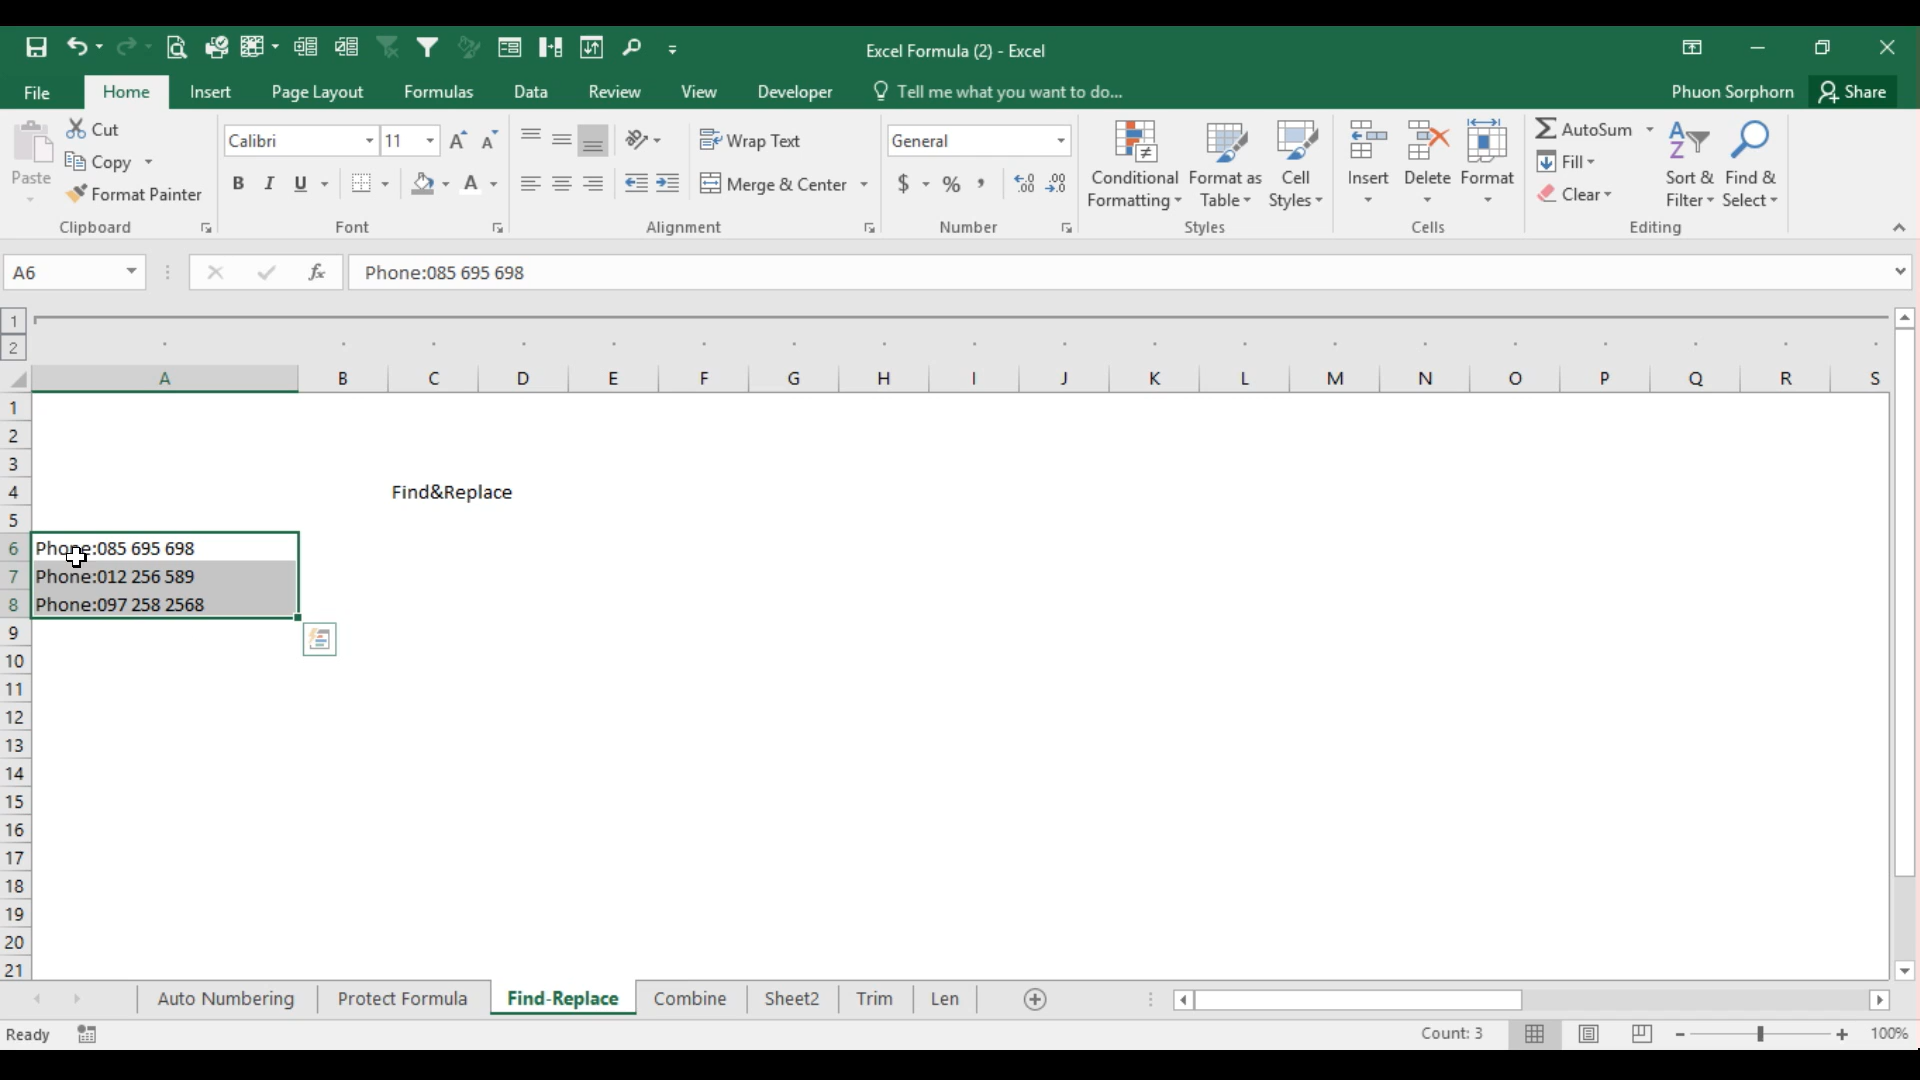 Excel Formula (2) - Excel
File Home Insert Page Layout Formulas Data Review View Developer Tell me what you want to do... Phuon Sorphorn Share
Paste Cut Copy Format Painter Clipboard
Calibri 11 B I U A Font
Wrap Text Merge & Center Alignment
General $ % , Number
Conditional Formatting Format as Table Cell Styles Styles
Insert Delete Format Cells
AutoSum Fill Clear Sort & Filter Find & Select Editing
A6 fx Phone:085 695 698
1
2
A B C D E F G H I J K L M N O P Q R S
1
2
3
4 Find&Replace
5
6 Phone:085 695 698
7 Phone:012 256 589
8 Phone:097 258 2568
9
10
11
12
13
14
15
16
17
18
19
20
21
Auto Numbering Protect Formula Find-Replace Combine Sheet2 Trim Len
Ready Count: 3 100%